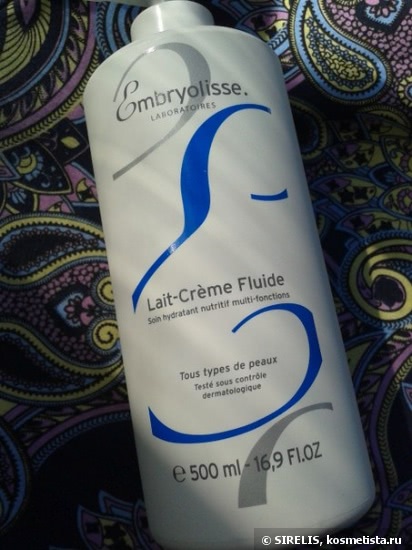 Embryolisse.
LABORATOIRES
Lait-Crème Fluide
Soin hydratant nutritif multi-fonctions
Tous types de peaux
Testé sous contrôle
dermatologique
℮ 500 ml - 16,9 Fl.OZ
© SIRELIS, kosmetista.ru